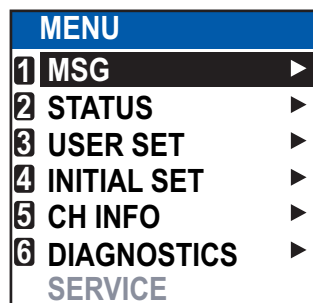 MENU
1 MSG
2 STATUS
3 USER SET
4 INITIAL SET
5 CH INFO
6 DIAGNOSTICS
SERVICE